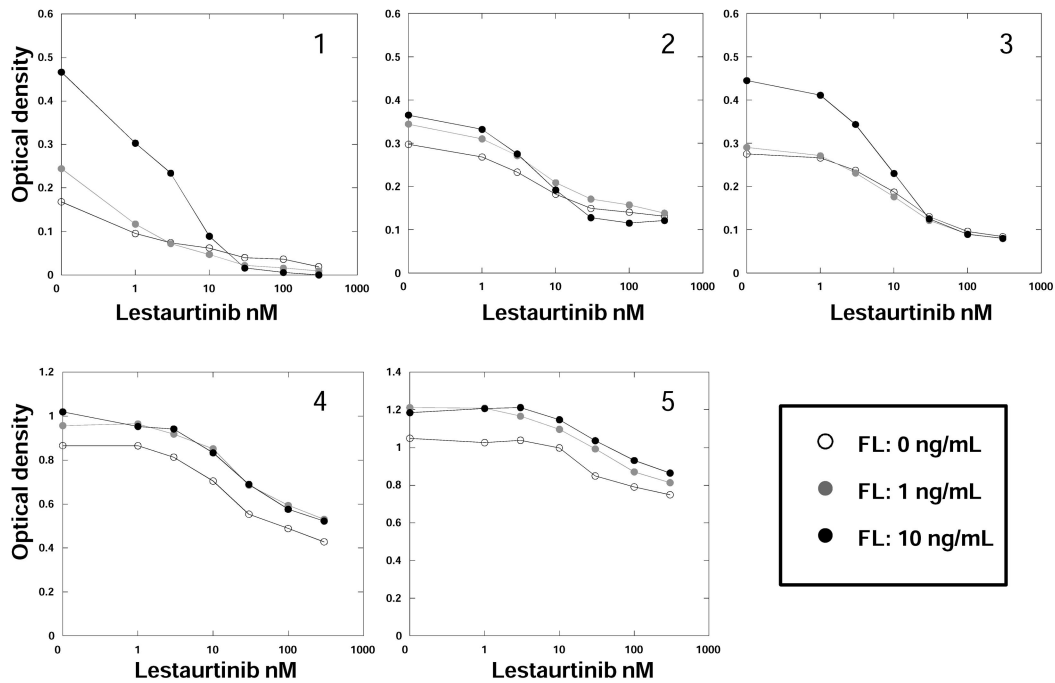 0.6 0.5 0.4 0.3 0.2 0.1 0
Optical density
1
0 1 10 100 1000
Lestaurtinib nM
0.6 0.5 0.4 0.3 0.2 0.1 0
2
0 1 10 100 1000
Lestaurtinib nM
0.6 0.5 0.4 0.3 0.2 0.1 0
3
0 1 10 100 1000
Lestaurtinib nM
1.2 1 0.8 0.6 0.4 0.2 0
Optical density
4
0 1 10 100 1000
Lestaurtinib nM
1.4 1.2 1 0.8 0.6 0.4 0.2 0
5
0 1 10 100 1000
Lestaurtinib nM
FL: 0 ng/mL
FL: 1 ng/mL
FL: 10 ng/mL